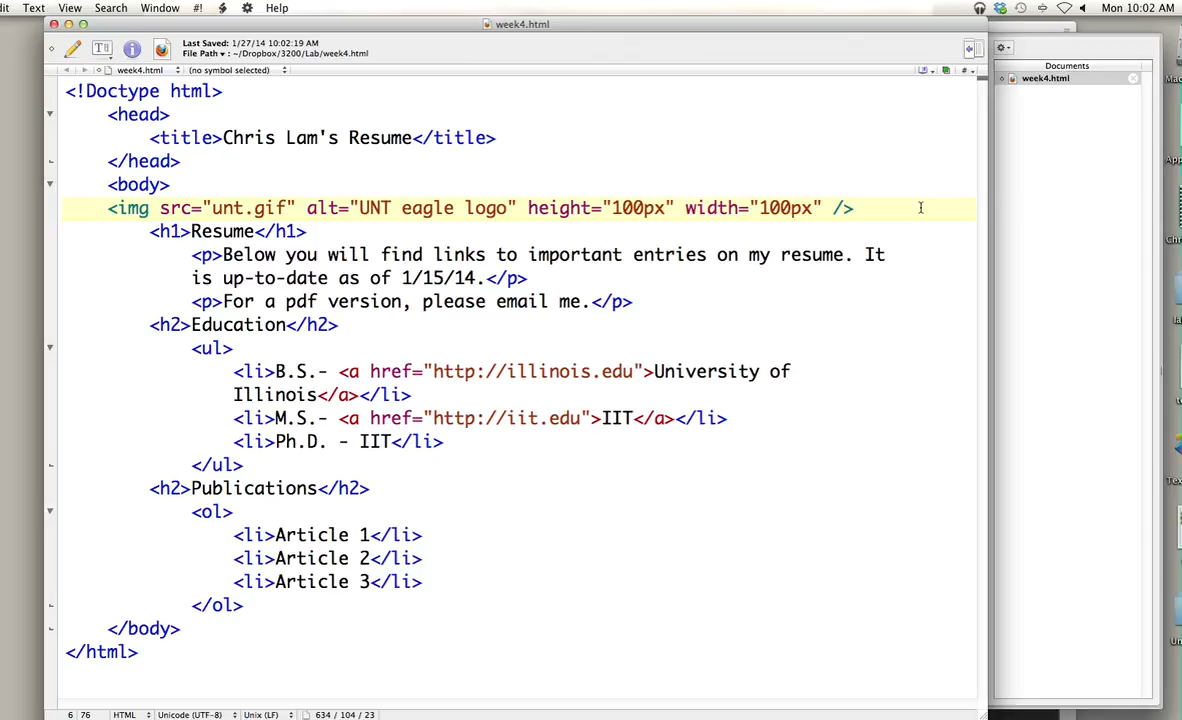 Text View Search Window #! Help Mon 10:02 AM
week4.html
Last Saved: 1/27/14 10:02:19 AM
File Path ▾ : ~/Dropbox/3200/Lab/week4.html
week4.html (no symbol selected)
Documents
week4.html
<!Doctype html>
<head>
<title>Chris Lam's Resume</title>
</head>
<body>
<img src="unt.gif" alt="UNT eagle logo" height="100px" width="100px" />
<h1>Resume</h1>
<p>Below you will find links to important entries on my resume. It
is up-to-date as of 1/15/14.</p>
<p>For a pdf version, please email me.</p>
<h2>Education</h2>
<ul>
<li>B.S.- <a href="http://illinois.edu">University of
Illinois</a></li>
<li>M.S.- <a href="http://iit.edu">IIT</a></li>
<li>Ph.D. - IIT</li>
</ul>
<h2>Publications</h2>
<ol>
<li>Article 1</li>
<li>Article 2</li>
<li>Article 3</li>
</ol>
</body>
</html>
6 76 HTML Unicode (UTF-8) Unix (LF) 634 / 104 / 23